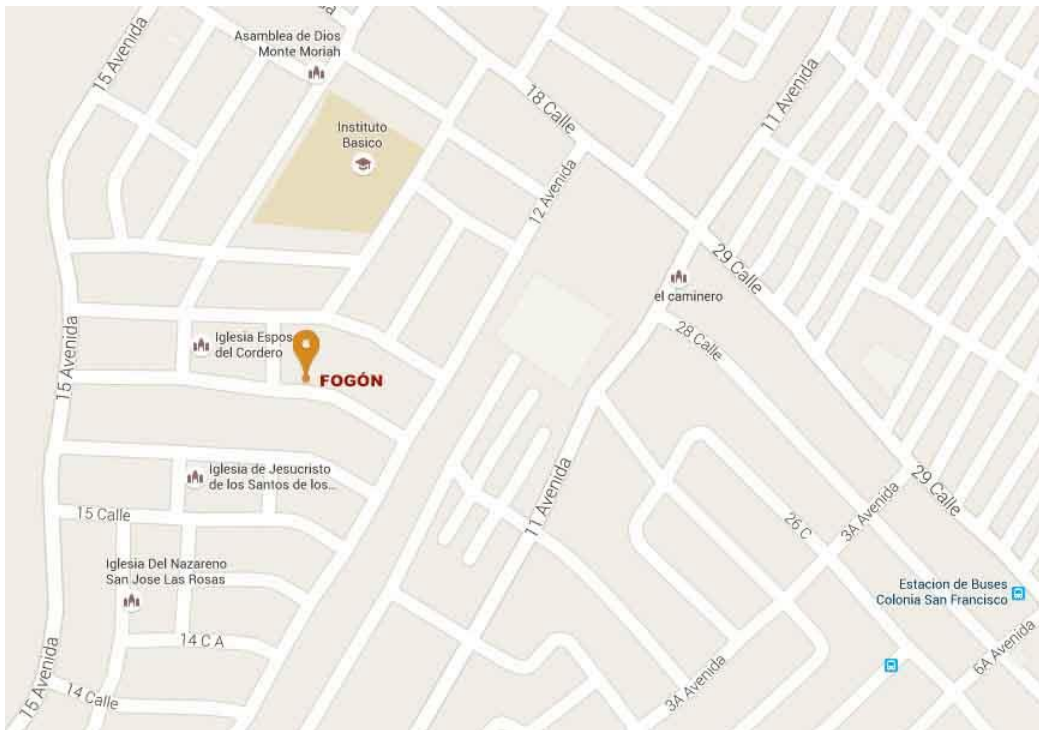 15 Avenida
Asamblea de Dios
Monte Moriah
18 Calle
11 Avenida
Instituto
Basico
12 Avenida
29 Calle
el caminero
28 Calle
15 Avenida
Iglesia Espos
del Cordero
FOGÓN
Iglesia de Jesucristo
de los Santos de los...
11 Avenida
29 Calle
3A Avenida
26 C
15 Calle
Iglesia Del Nazareno
San Jose Las Rosas
Estacion de Buses
Colonia San Francisco
14 C A
6A Avenida
15 Avenida
14 Calle
3A Avenida